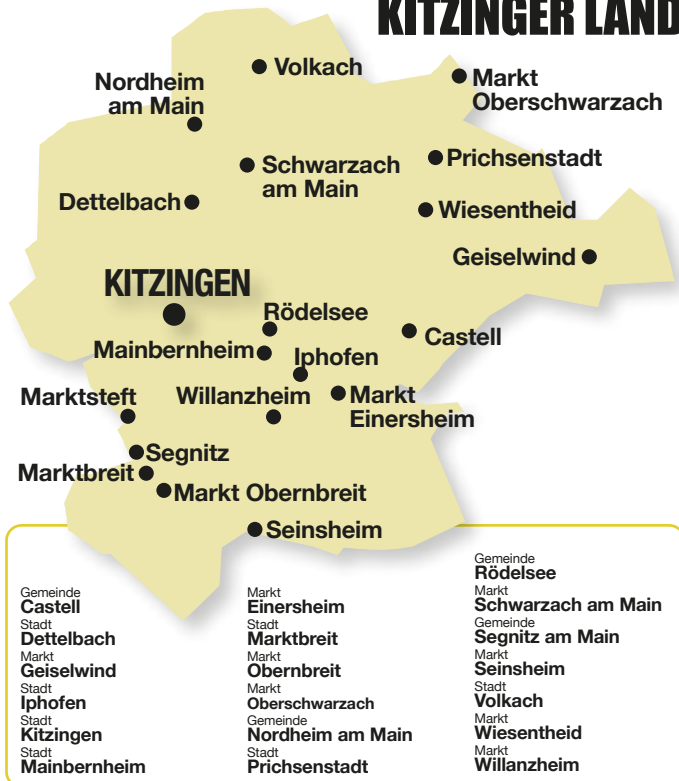 KITZINGER LAND
Volkach
Nordheim
am Main
Markt
Oberschwarzach
Schwarzach
am Main
Prichsenstadt
Dettelbach
Wiesentheid
Geiselwind
KITZINGEN
Rödelsee
Mainbernheim
Castell
Iphofen
Marktsteft
Willanzheim
Markt
Einersheim
Segnitz
Marktbreit
Markt Obernbreit
Seinsheim
Gemeinde
Castell
Stadt
Dettelbach
Markt
Geiselwind
Stadt
Iphofen
Stadt
Kitzingen
Stadt
Mainbernheim
Markt
Einersheim
Stadt
Marktbreit
Markt
Obernbreit
Markt
Oberschwarzach
Gemeinde
Nordheim am Main
Stadt
Prichsenstadt
Gemeinde
Rödelsee
Markt
Schwarzach am Main
Gemeinde
Segnitz am Main
Markt
Seinsheim
Stadt
Volkach
Markt
Wiesentheid
Markt
Willanzheim